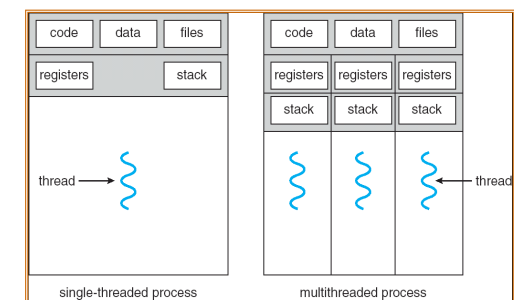 code data files
registers stack
thread
single-threaded process
code data files
registers registers registers
stack stack stack
thread
multithreaded process